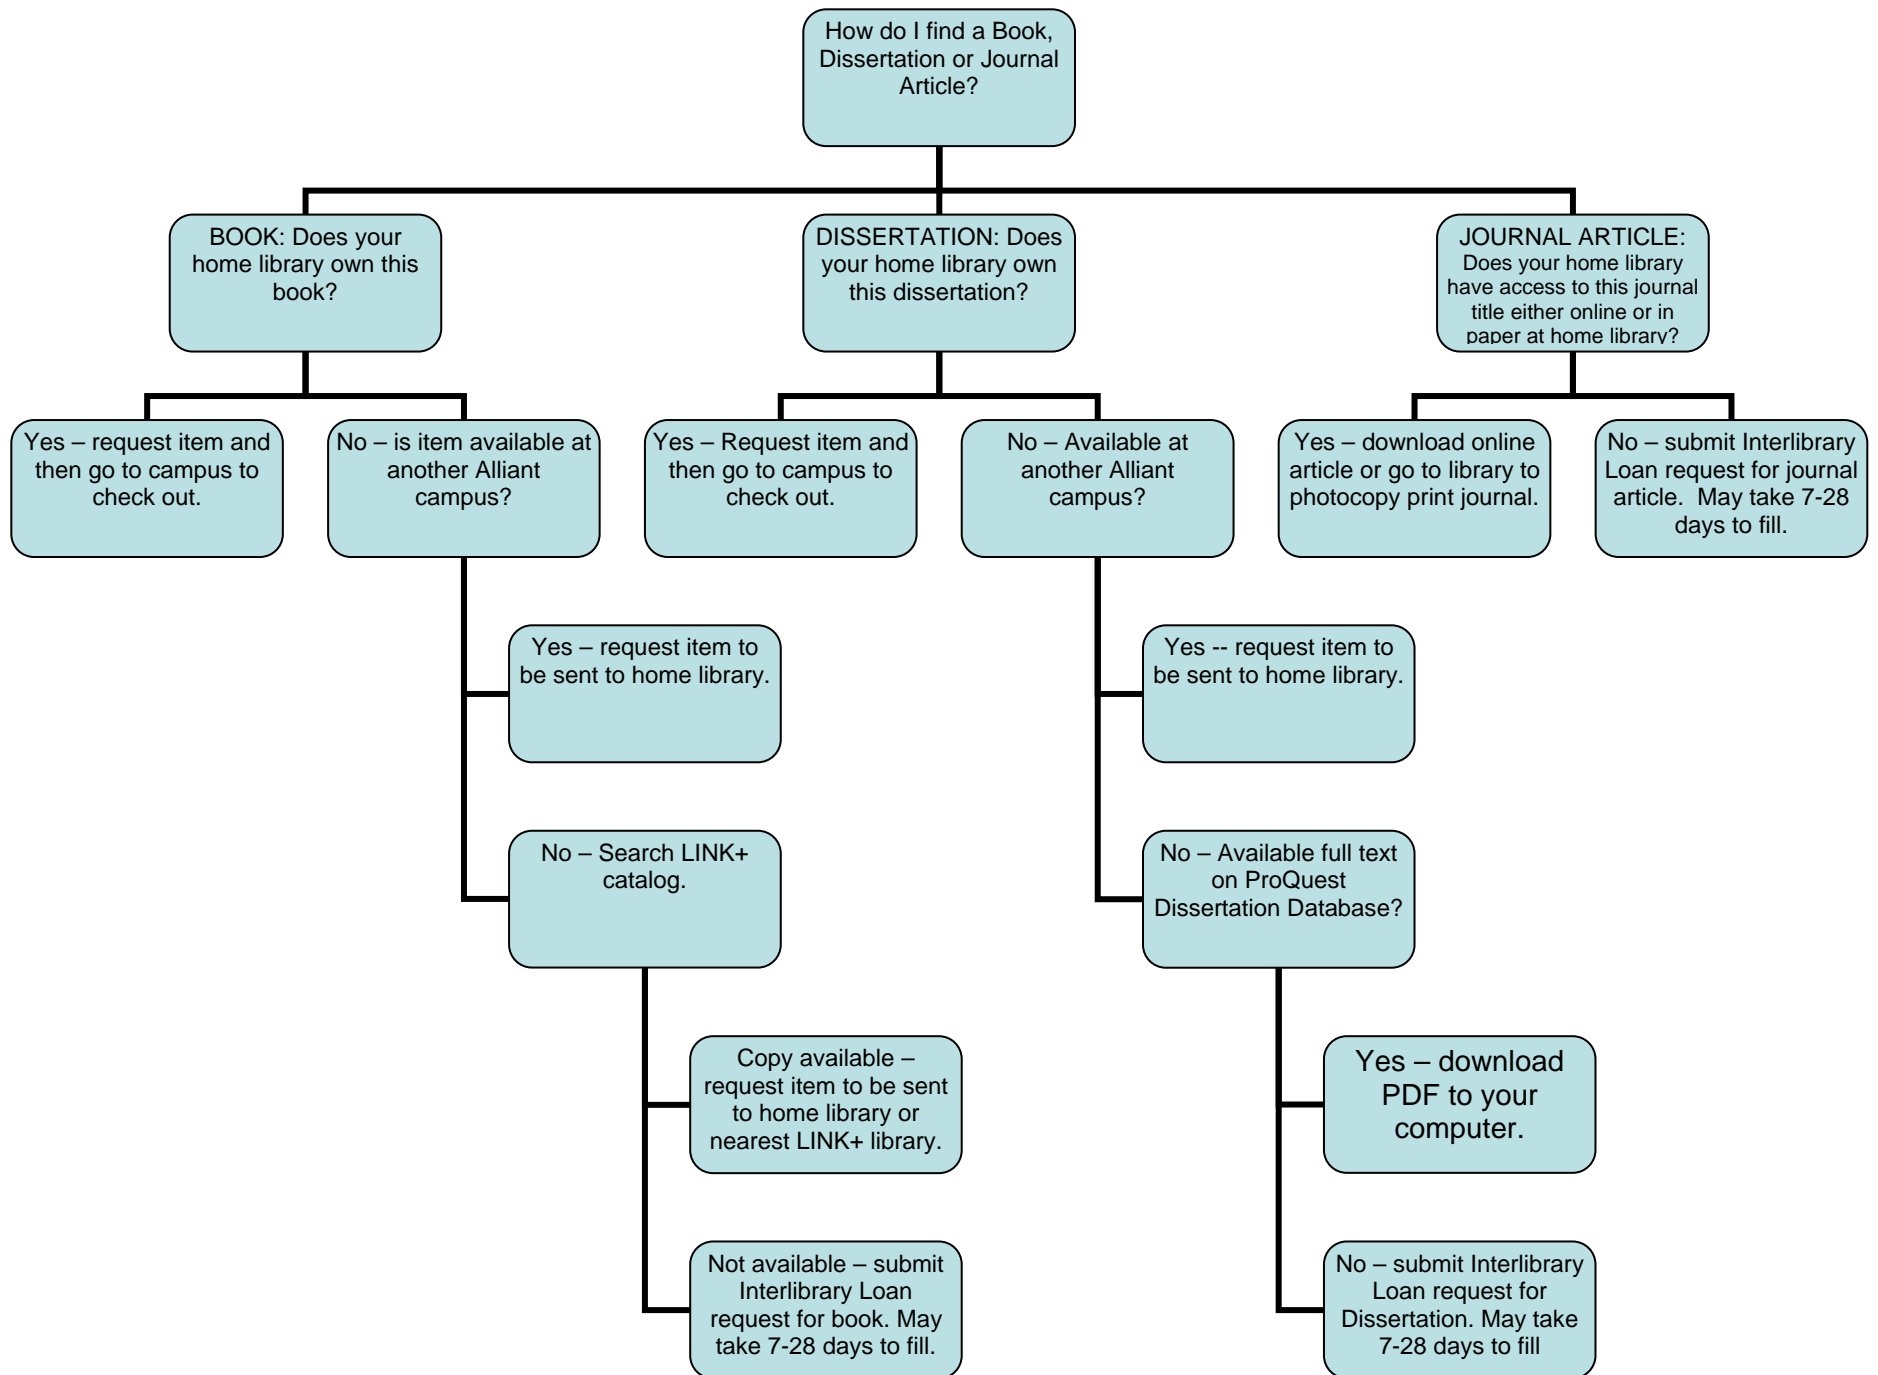 How do I find a Book,
Dissertation or Journal
Article?
BOOK: Does your
home library own this
book?
DISSERTATION: Does
your home library own
this dissertation?
JOURNAL ARTICLE:
Does your home library
have access to this journal
title either online or in
paper at home library?
Yes – request item and
then go to campus to
check out.
No – is item available at
another Alliant
campus?
Yes – Request item and
then go to campus to
check out.
No – Available at
another Alliant
campus?
Yes – download online
article or go to library to
photocopy print journal.
No – submit Interlibrary
Loan request for journal
article.  May take 7-28
days to fill.
Yes – request item to
be sent to home library.
Yes -- request item to
be sent to home library.
No – Search LINK+
catalog.
No – Available full text
on ProQuest
Dissertation Database?
Copy available –
request item to be sent
to home library or
nearest LINK+ library.
Yes – download
PDF to your
computer.
Not available – submit
Interlibrary Loan
request for book. May
take 7-28 days to fill.
No – submit Interlibrary
Loan request for
Dissertation. May take
7-28 days to fill